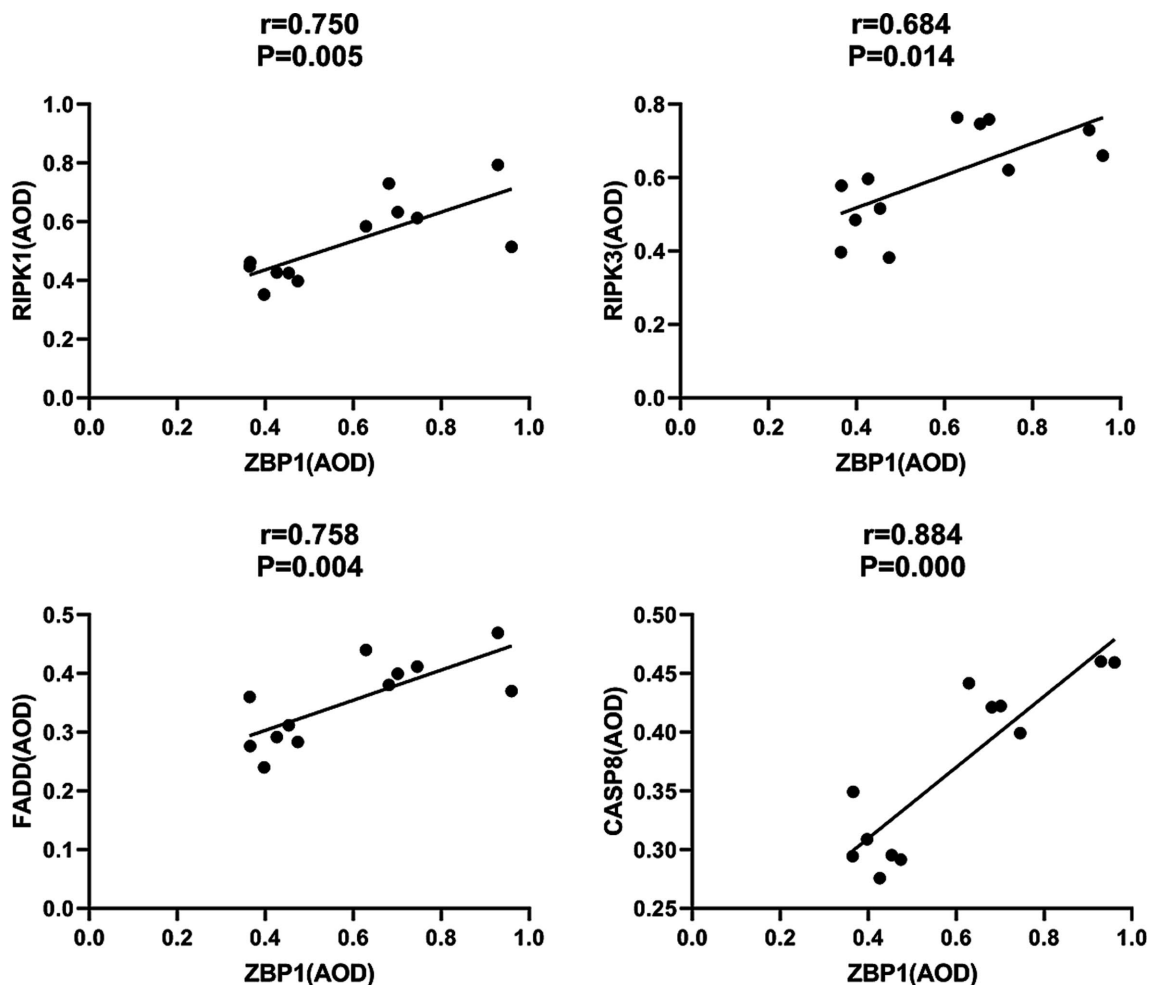 r=0.750
P=0.005
RIPK1(AOD)
1.0
0.8
0.6
0.4
0.2
0.0
0.0 0.2 0.4 0.6 0.8 1.0
ZBP1(AOD)
r=0.684
P=0.014
RIPK3(AOD)
0.8
0.6
0.4
0.2
0.0
0.0 0.2 0.4 0.6 0.8 1.0
ZBP1(AOD)
r=0.758
P=0.004
FADD(AOD)
0.5
0.4
0.3
0.2
0.1
0.0
0.0 0.2 0.4 0.6 0.8 1.0
ZBP1(AOD)
r=0.884
P=0.000
CASP8(AOD)
0.50
0.45
0.40
0.35
0.30
0.25
0.0 0.2 0.4 0.6 0.8 1.0
ZBP1(AOD)